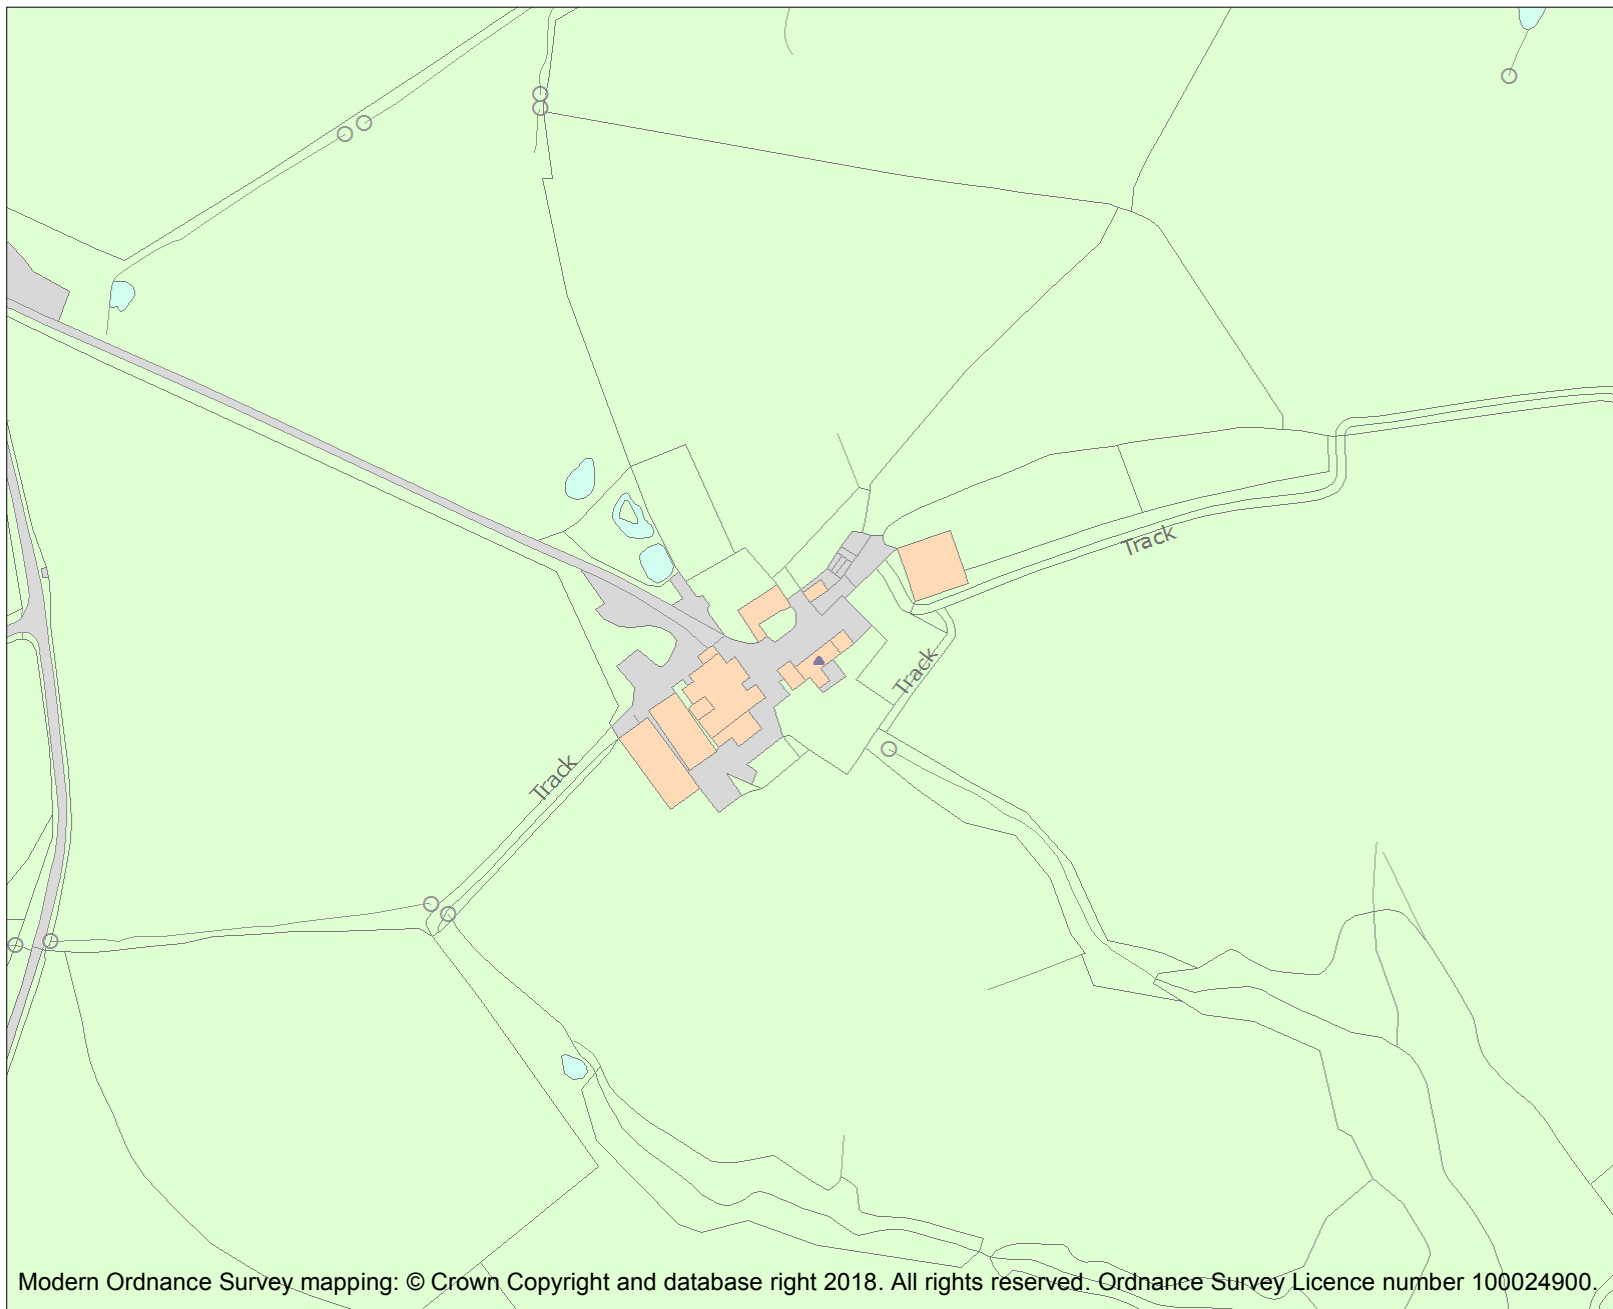 Track
Track
Track
Modern Ordnance Survey mapping: © Crown Copyright and database right 2018. All rights reserved. Ordnance Survey Licence number 100024900.